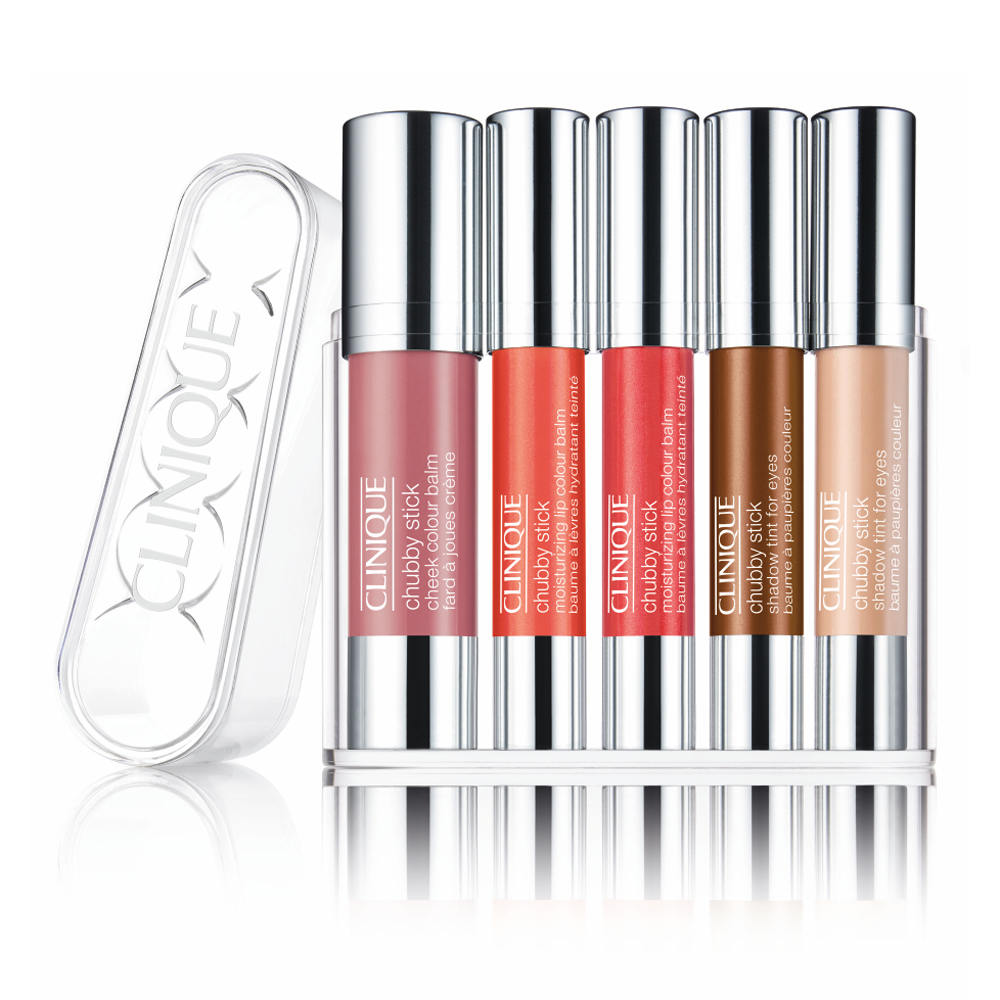 CLINIQUE
CLINIQUE
chubby stick
cheek colour balm
fard à joues crème
CLINIQUE
chubby stick
moisturizing lip colour balm
baume à lèvres hydratant teinté
CLINIQUE
chubby stick
moisturizing lip colour balm
baume à lèvres hydratant teinté
CLINIQUE
chubby stick
shadow tint for eyes
baume à paupières couleur
CLINIQUE
chubby stick
shadow tint for eyes
baume à paupières couleur